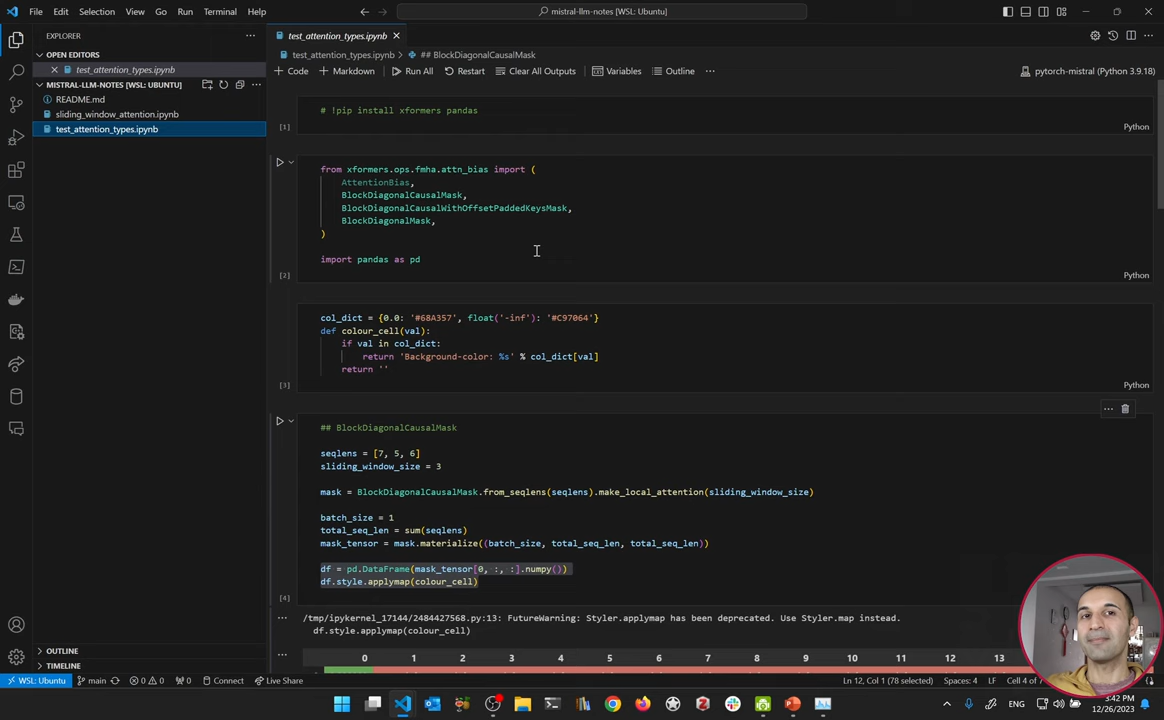 File Edit Selection View Go Run Terminal Help
mistral-llm-notes [WSL: Ubuntu]
EXPLORER
OPEN EDITORS
test_attention_types.ipynb
MISTRAL-LLM-NOTES [WSL: UBUNTU]
README.md
sliding_window_attention.ipynb
test_attention_types.ipynb
OUTLINE
TIMELINE
test_attention_types.ipynb
test_attention_types.ipynb > ## BlockDiagonalCausalMask
+ Code + Markdown Run All Restart Clear All Outputs Variables Outline ...
pytorch-mistral (Python 3.9.18)
# !pip install xformers pandas
[1]
Python
from xformers.ops.fmha.attn_bias import (
AttentionBias,
BlockDiagonalCausalMask,
BlockDiagonalCausalWithOffsetPaddedKeysMask,
BlockDiagonalMask,
)
import pandas as pd
[2]
Python
col_dict = {0.0: '#68A357', float('-inf'): '#C97064'}
def colour_cell(val):
if val in col_dict:
return 'Background-color: %s' % col_dict[val]
return ''
[3]
Python
## BlockDiagonalCausalMask
seqlens = [7, 5, 6]
sliding_window_size = 3
mask = BlockDiagonalCausalMask.from_seqlens(seqlens).make_local_attention(sliding_window_size)
batch_size = 1
total_seq_len = sum(seqlens)
mask_tensor = mask.materialize((batch_size, total_seq_len, total_seq_len))
df = pd.DataFrame(mask_tensor[0, :, :].numpy())
df.style.applymap(colour_cell)
[4]
/tmp/ipykernel_17144/2484427568.py:13: FutureWarning: Styler.applymap has been deprecated. Use Styler.map instead.
df.style.applymap(colour_cell)
0 1 2 3 4 5 6 7 8 9 10 11 12 13
WSL: Ubuntu main 0 0 0 Connect Live Share
Ln 12, Col 1 (78 selected) Spaces: 4 LF Cell 4 of
ENG
3:42 PM
12/26/2023